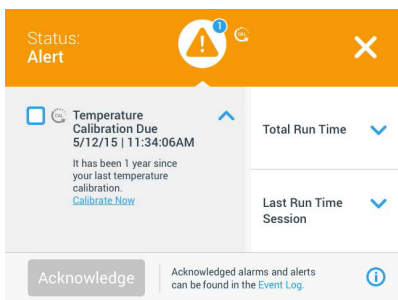 Status:
Alert
1
CAL
CAL
Temperature
Calibration Due
5/12/15 | 11:34:06AM
It has been 1 year since
your last temperature
calibration.
Calibrate Now
Total Run Time
Last Run Time
Session
Acknowledge
Acknowledged alarms and alerts
can be found in the Event Log.